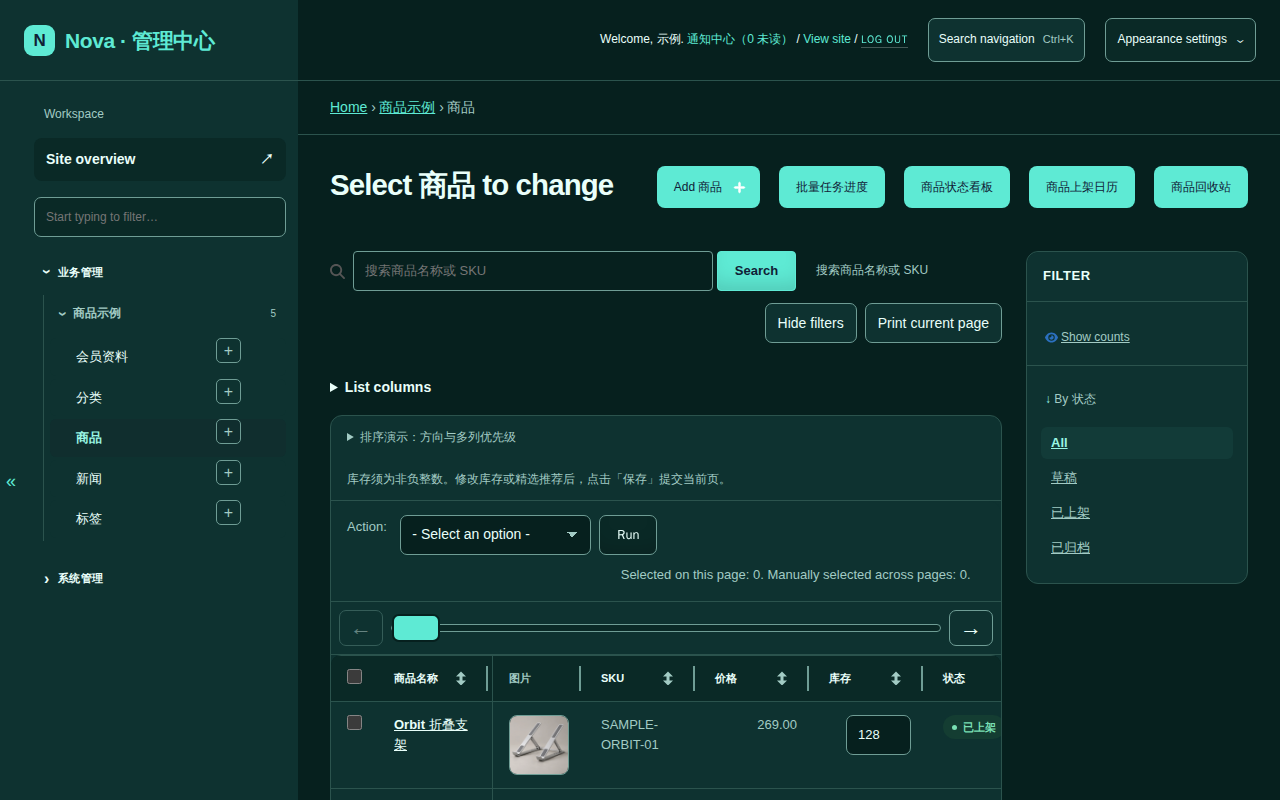 N Nova · 管理中心
Welcome, 示例. 通知中心（0 未读） / View site / LOG OUT
Search navigation Ctrl+K
Appearance settings
Workspace
Site overview ↗
Start typing to filter…
业务管理
商品示例 5
会员资料 +
分类 +
商品 +
新闻 +
标签 +
系统管理
«
Home › 商品示例 › 商品
Select 商品 to change
Add 商品
批量任务进度
商品状态看板
商品上架日历
商品回收站
搜索商品名称或 SKU
Search
搜索商品名称或 SKU
Hide filters
Print current page
List columns
排序演示：方向与多列优先级
库存须为非负整数。修改库存或精选推荐后，点击「保存」提交当前页。
Action:
- Select an option -
Run
Selected on this page: 0. Manually selected across pages: 0.
← →
商品名称 图片 SKU 价格 库存 状态
Orbit 折叠支架
SAMPLE-
ORBIT-01
269.00
128
已上架
FILTER
Show counts
↓ By 状态
All
草稿
已上架
已归档